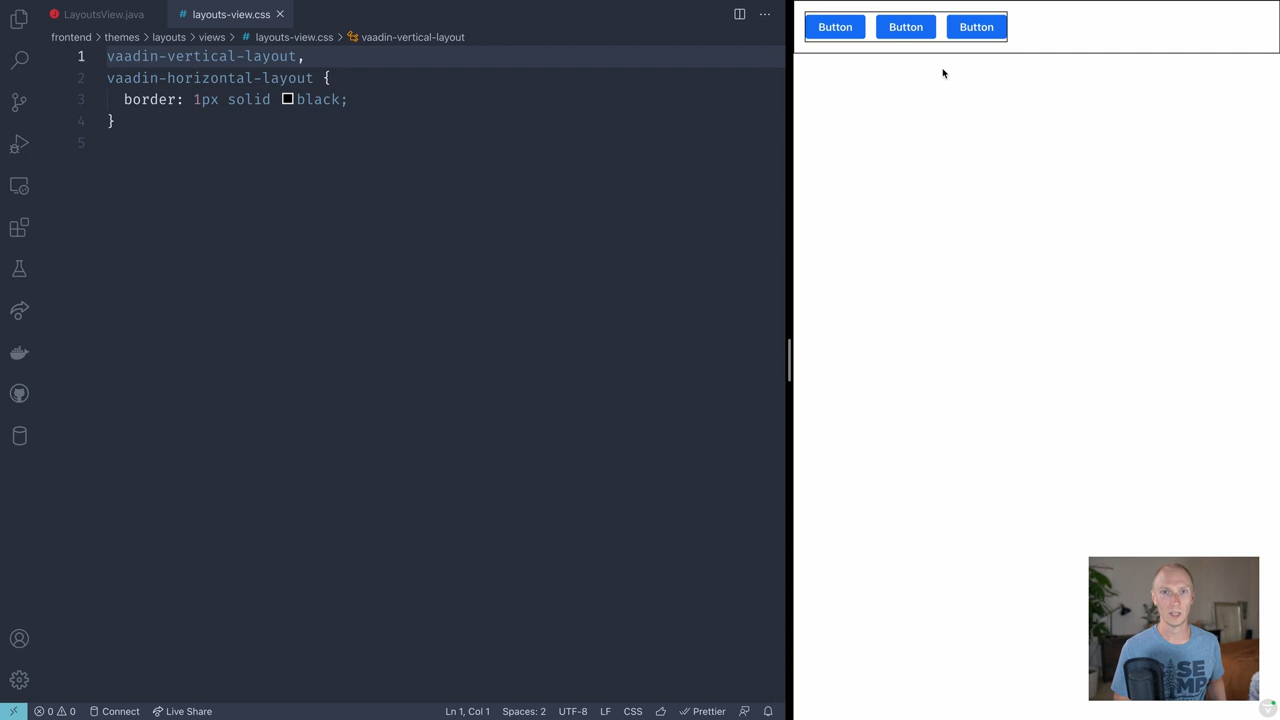 LayoutsView.java
# layouts-view.css
frontend > themes > layouts > views > # layouts-view.css > vaadin-vertical-layout
1 vaadin-vertical-layout,
2 vaadin-horizontal-layout {
3 border: 1px solid black;
4 }
5
Button Button Button
SE
MP
0 0 Connect Live Share Ln 1, Col 1 Spaces: 2 UTF-8 LF CSS Prettier